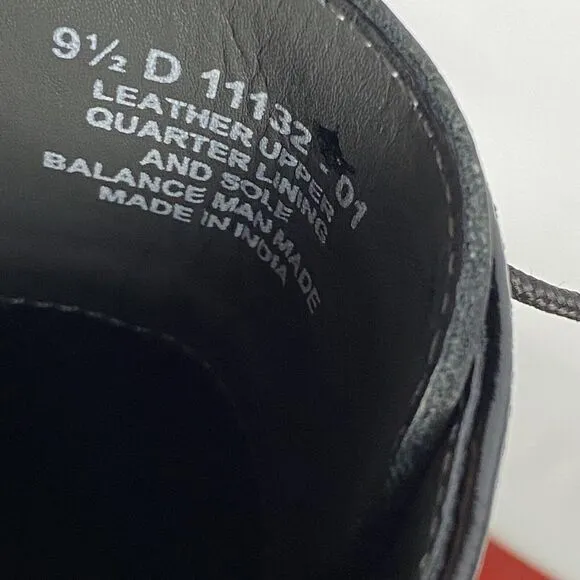 9½ D 11132-01
LEATHER UPPER
QUARTER LINING
AND SOLE
BALANCE MAN MADE
MADE IN INDIA